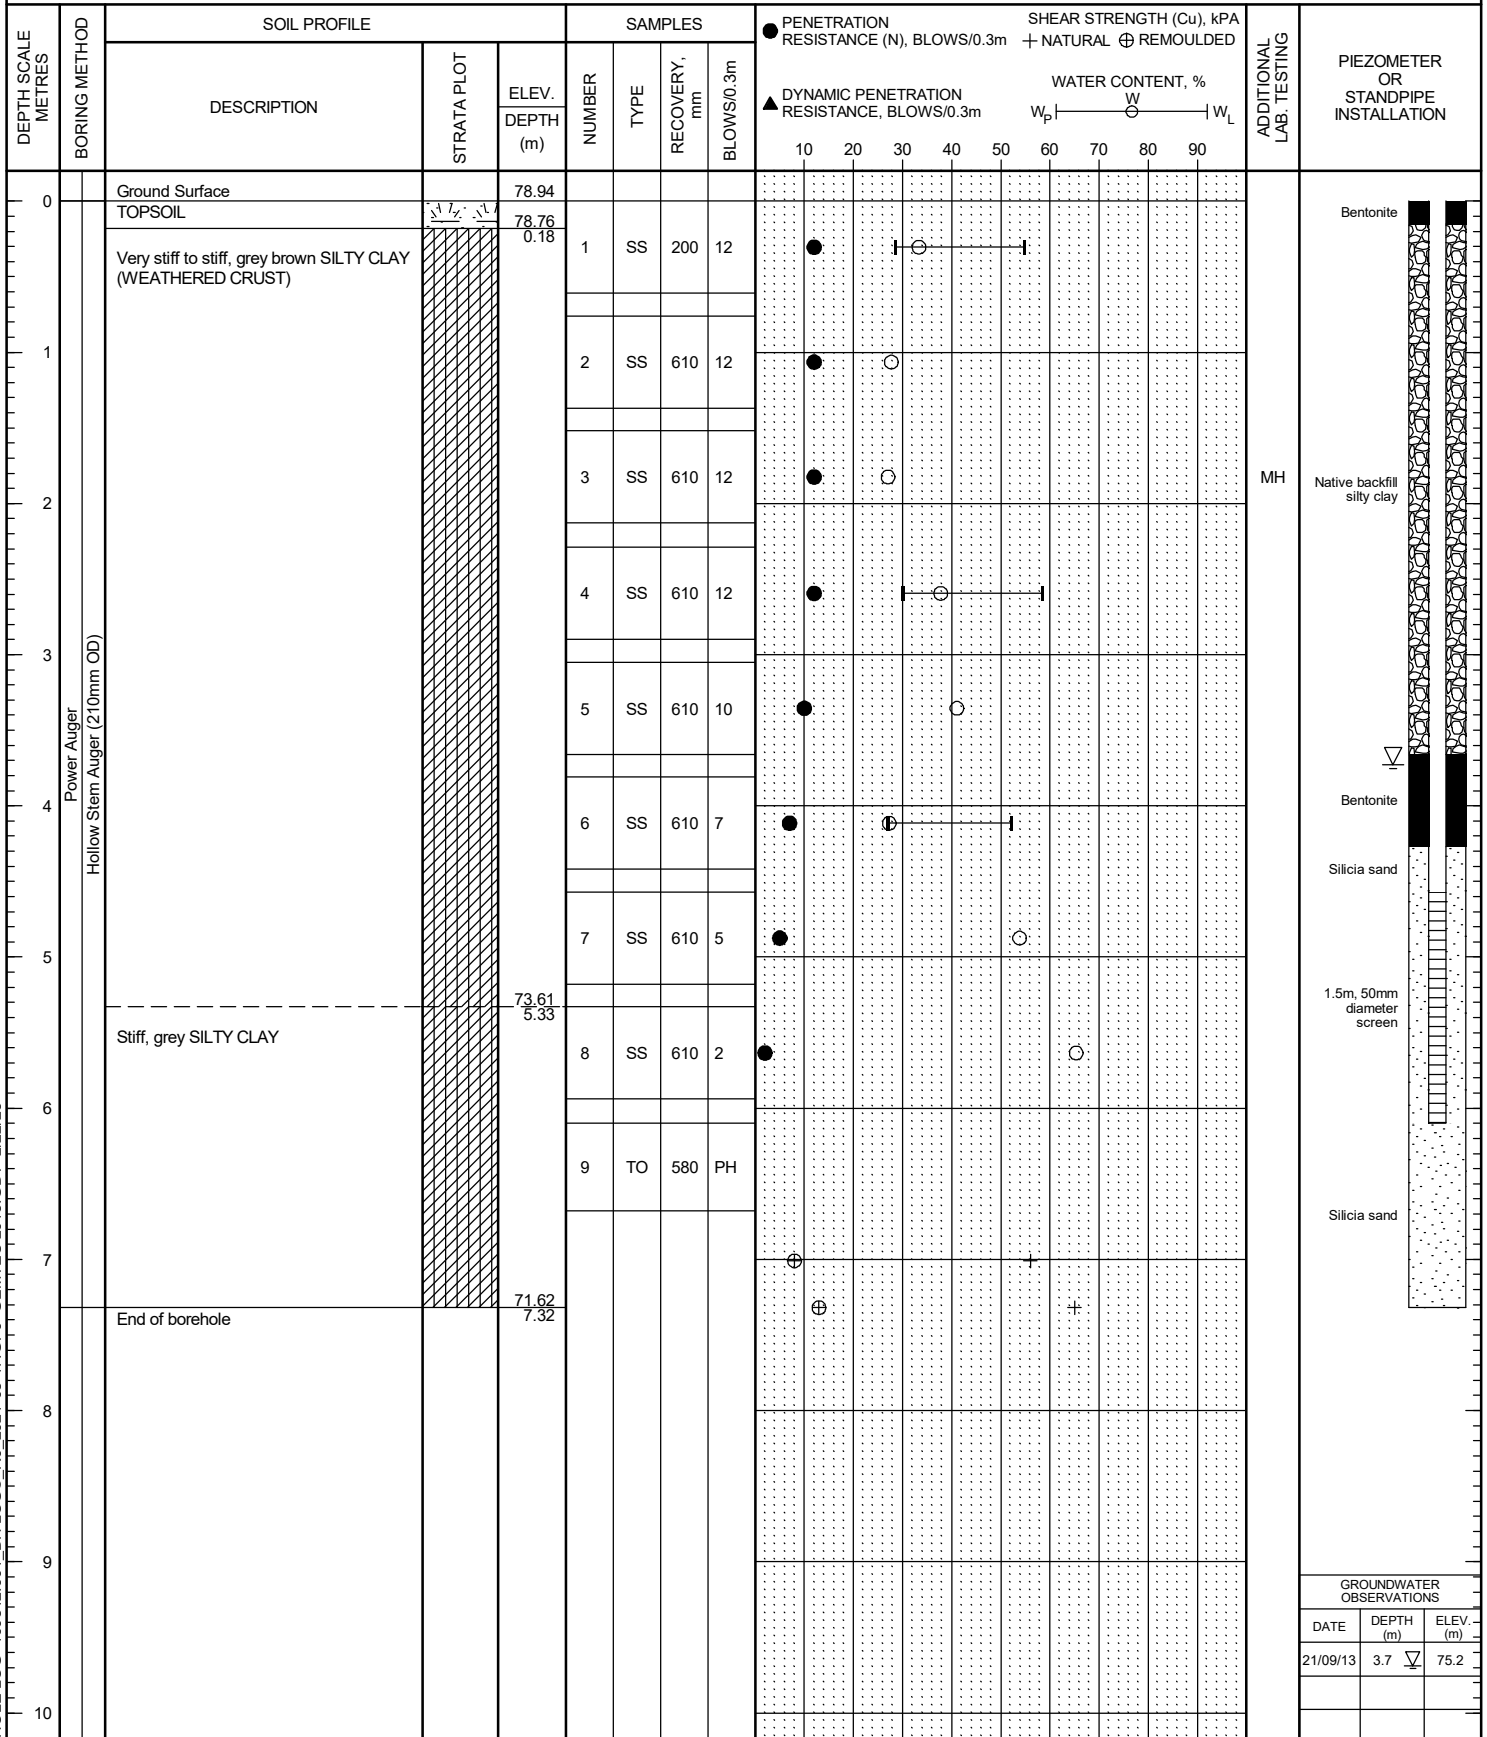 DEPTH SCALE
METRES
BORING METHOD
SOIL PROFILE
DESCRIPTION
STRATA PLOT
ELEV.
DEPTH
(m)
SAMPLES
NUMBER
TYPE
RECOVERY,
mm
BLOWS/0.3m
PENETRATION
RESISTANCE (N), BLOWS/0.3m
SHEAR STRENGTH (Cu), kPA
+ NATURAL ⊕ REMOULDED
DYNAMIC PENETRATION
RESISTANCE, BLOWS/0.3m
WATER CONTENT, %
W
WP
WL
10 20 30 40 50 60 70 80 90
ADDITIONAL
LAB. TESTING
PIEZOMETER
OR
STANDPIPE
INSTALLATION
0
1
2
3
4
5
6
7
8
9
10
Power Auger
Hollow Stem Auger (210mm OD)
Ground Surface 78.94
TOPSOIL
78.76
0.18
Very stiff to stiff, grey brown SILTY CLAY
(WEATHERED CRUST)
73.61
5.33
Stiff, grey SILTY CLAY
71.62
7.32
End of borehole
1 SS 200 12
2 SS 610 12
3 SS 610 12
4 SS 610 12
5 SS 610 10
6 SS 610 7
7 SS 610 5
8 SS 610 2
9 TO 580 PH
MH
Bentonite
Native backfill
silty clay
Bentonite
Silicia sand
1.5m, 50mm
diameter
screen
Silicia sand
GROUNDWATER
OBSERVATIONS
DATE DEPTH
(m) ELEV.
(m)
21/09/13 3.7 75.2